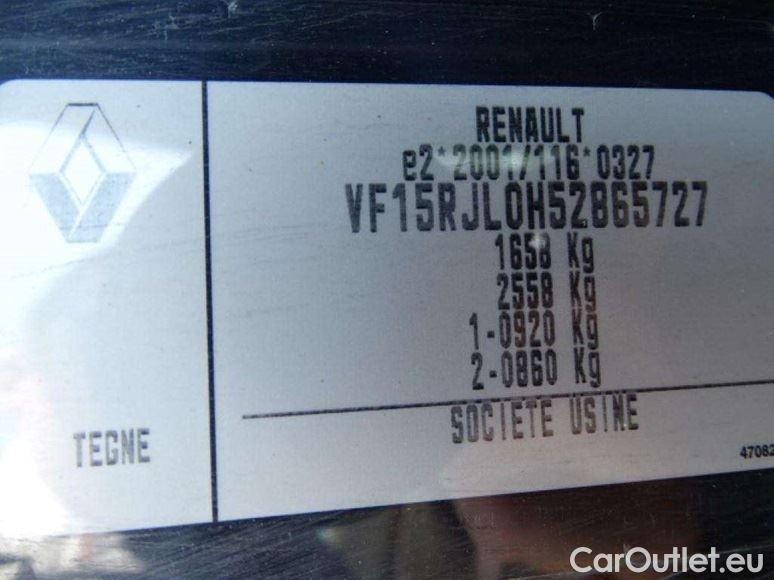 RENAULT
e2*2001/116*0327
VF15RJL0H52865727
1658 Kg
2558 Kg
1-0920 Kg
2-0860 Kg
SOCIETE USINE
TEGNE
47082
CarOutlet.eu